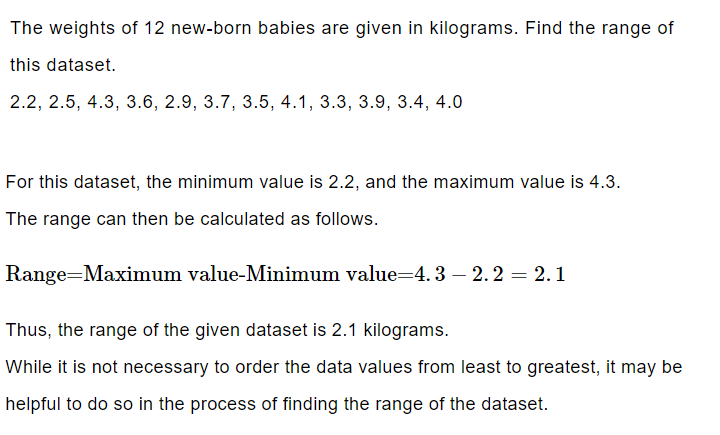 The weights of 12 new-born babies are given in kilograms. Find the range of
this dataset.
2.2, 2.5, 4.3, 3.6, 2.9, 3.7, 3.5, 4.1, 3.3, 3.9, 3.4, 4.0
For this dataset, the minimum value is 2.2, and the maximum value is 4.3.
The range can then be calculated as follows.
Range=Maximum value-Minimum value=4.3 − 2.2 = 2.1
Thus, the range of the given dataset is 2.1 kilograms.
While it is not necessary to order the data values from least to greatest, it may be
helpful to do so in the process of finding the range of the dataset.